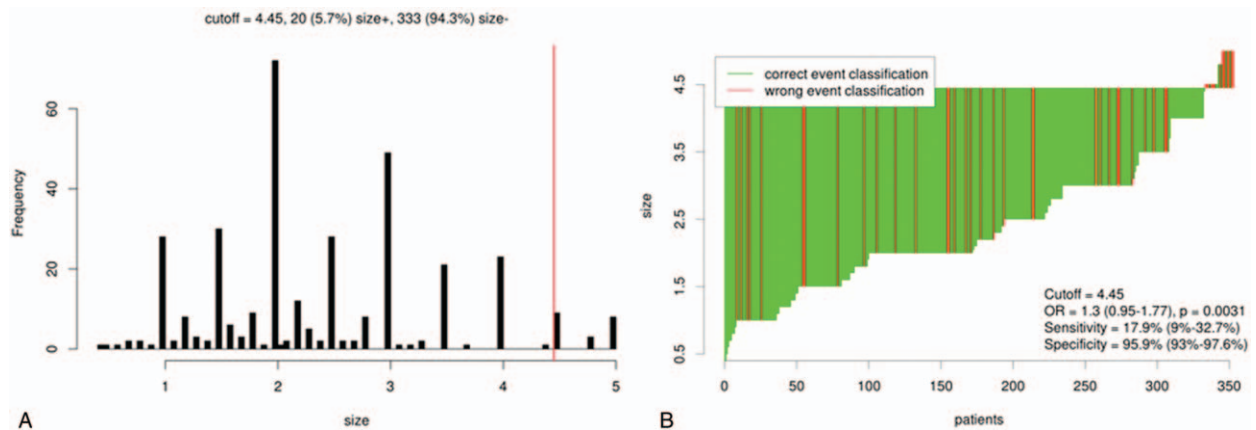 cutoff = 4.45, 20 (5.7%) size+, 333 (94.3%) size-
Frequency
60
40
20
0
1 2 3 4 5
size
A
correct event classification
wrong event classification
size
4.5
3.5
2.5
1.5
0.5
Cutoff = 4.45
OR = 1.3 (0.95-1.77), p = 0.0031
Sensitivity = 17.9% (9%-32.7%)
Specificity = 95.9% (93%-97.6%)
0 50 100 150 200 250 300 350
patients
B